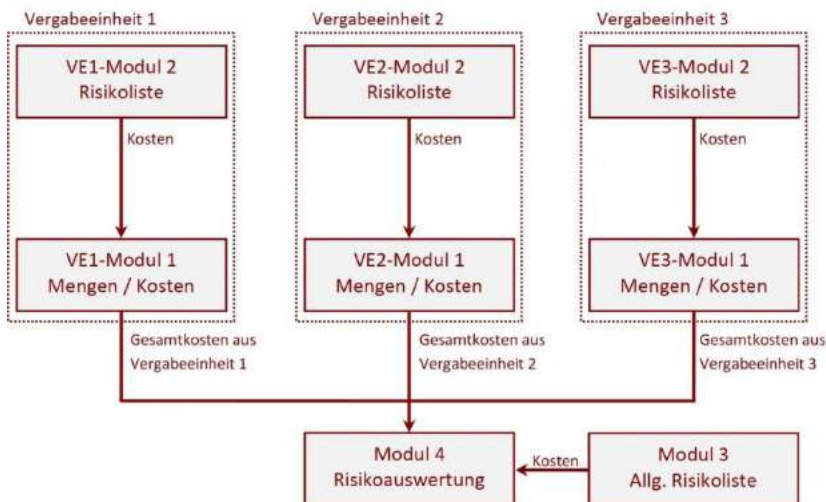 Vergabeeinheit 1
VE1-Modul 2
Risikoliste
Kosten
VE1-Modul 1
Mengen / Kosten
Gesamtkosten aus
Vergabeeinheit 1
Vergabeeinheit 2
VE2-Modul 2
Risikoliste
Kosten
VE2-Modul 1
Mengen / Kosten
Gesamtkosten aus
Vergabeeinheit 2
Vergabeeinheit 3
VE3-Modul 2
Risikoliste
Kosten
VE3-Modul 1
Mengen / Kosten
Gesamtkosten aus
Vergabeeinheit 3
Modul 4
Risikoauswertung
Kosten
Modul 3
Allg. Risikoliste